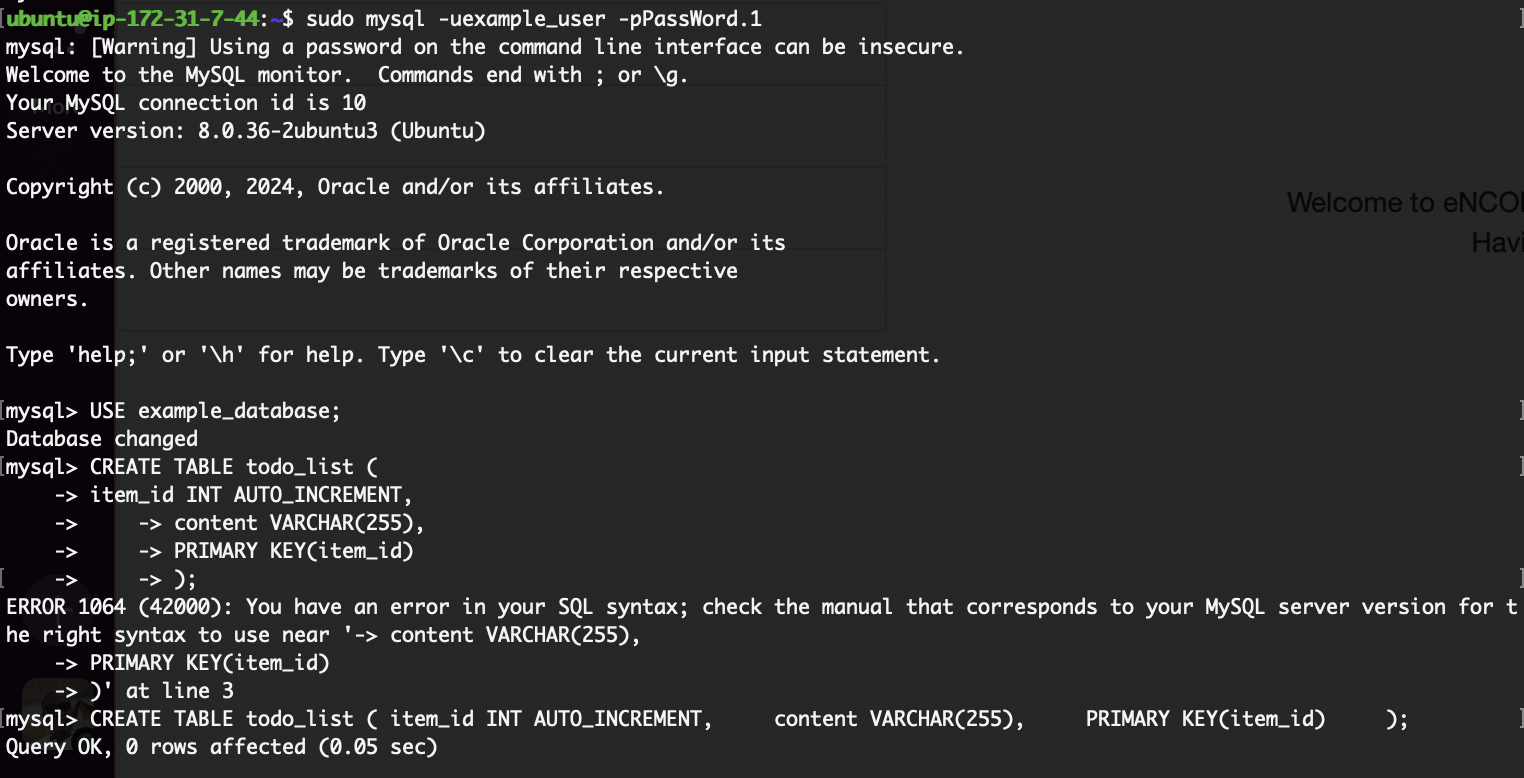 ubuntu@ip-172-31-7-44:~$ sudo mysql -uexample_user -pPassWord.1
mysql: [Warning] Using a password on the command line interface can be insecure.
Welcome to the MySQL monitor.  Commands end with ; or \g.
Your MySQL connection id is 10
Server version: 8.0.36-2ubuntu3 (Ubuntu)
Copyright (c) 2000, 2024, Oracle and/or its affiliates.
Welcome to eNCO
Oracle is a registered trademark of Oracle Corporation and/or its
Havi
affiliates. Other names may be trademarks of their respective
owners.
Type 'help;' or '\h' for help. Type '\c' to clear the current input statement.
mysql> USE example_database;
Database changed
mysql> CREATE TABLE todo_list (
    -> item_id INT AUTO_INCREMENT,
    ->     -> content VARCHAR(255),
    ->     -> PRIMARY KEY(item_id)
    ->     -> );
ERROR 1064 (42000): You have an error in your SQL syntax; check the manual that corresponds to your MySQL server version for t
he right syntax to use near '-> content VARCHAR(255),
    -> PRIMARY KEY(item_id)
    -> )' at line 3
mysql> CREATE TABLE todo_list ( item_id INT AUTO_INCREMENT,     content VARCHAR(255),     PRIMARY KEY(item_id)     );
Query OK, 0 rows affected (0.05 sec)